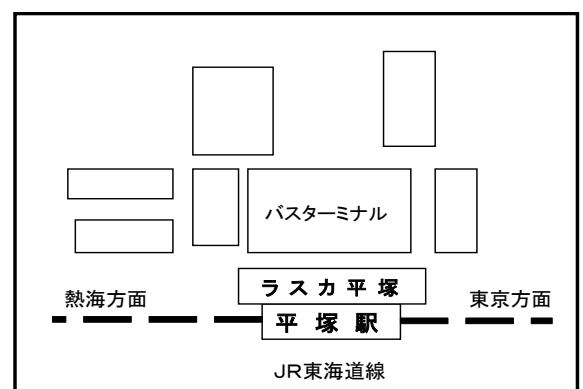 バスターミナル
ラスカ平塚
熱海方面
東京方面
平塚駅
JR東海道線